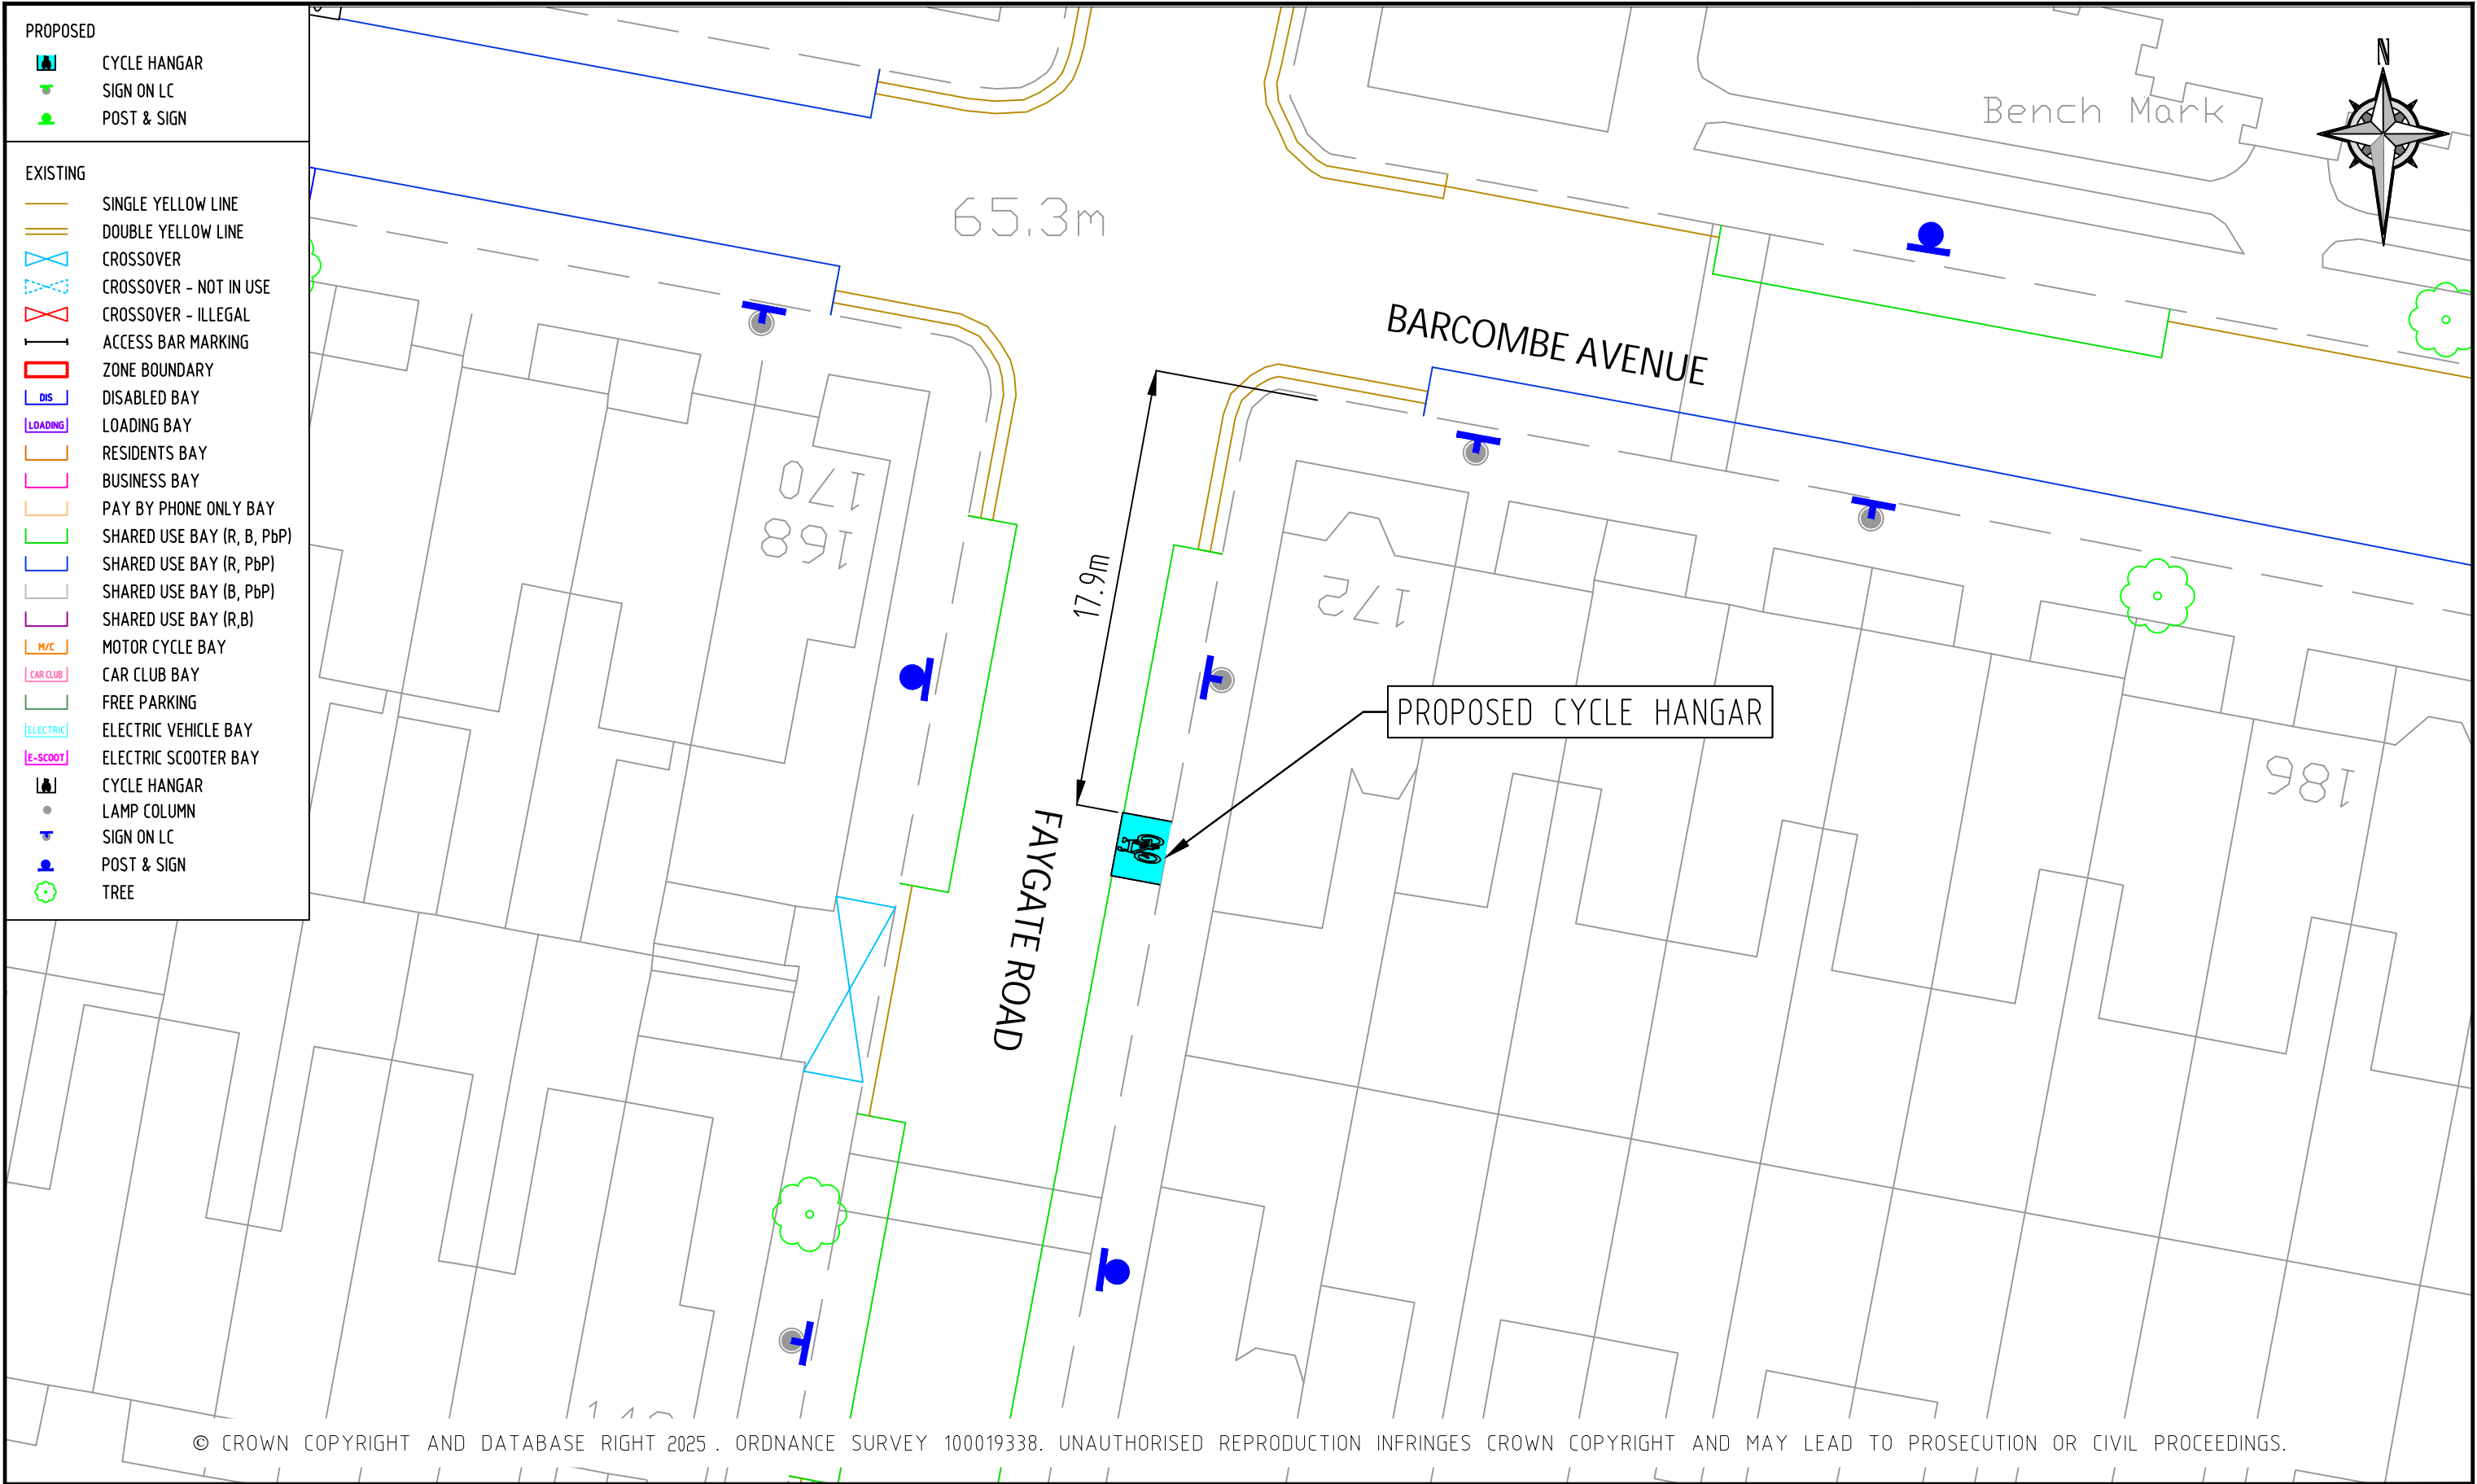 PROPOSED
CYCLE HANGAR
SIGN ON LC
POST & SIGN
EXISTING
SINGLE YELLOW LINE
DOUBLE YELLOW LINE
CROSSOVER
CROSSOVER - NOT IN USE
CROSSOVER - ILLEGAL
ACCESS BAR MARKING
ZONE BOUNDARY
DIS DISABLED BAY
LOADING LOADING BAY
RESIDENTS BAY
BUSINESS BAY
PAY BY PHONE ONLY BAY
SHARED USE BAY (R, B, PbP)
SHARED USE BAY (R, PbP)
SHARED USE BAY (B, PbP)
SHARED USE BAY (R,B)
M/C MOTOR CYCLE BAY
CAR CLUB CAR CLUB BAY
FREE PARKING
ELECTRIC ELECTRIC VEHICLE BAY
E-SCOOT ELECTRIC SCOOTER BAY
CYCLE HANGAR
LAMP COLUMN
SIGN ON LC
POST & SIGN
TREE
N
Bench Mark
65.3m
BARCOMBE AVENUE
170
168
17.9m
172
PROPOSED CYCLE HANGAR
186
FAYGATE ROAD
© CROWN COPYRIGHT AND DATABASE RIGHT 2025 . ORDNANCE SURVEY 100019338. UNAUTHORISED REPRODUCTION INFRINGES CROWN COPYRIGHT AND MAY LEAD TO PROSECUTION OR CIVIL PROCEEDINGS.